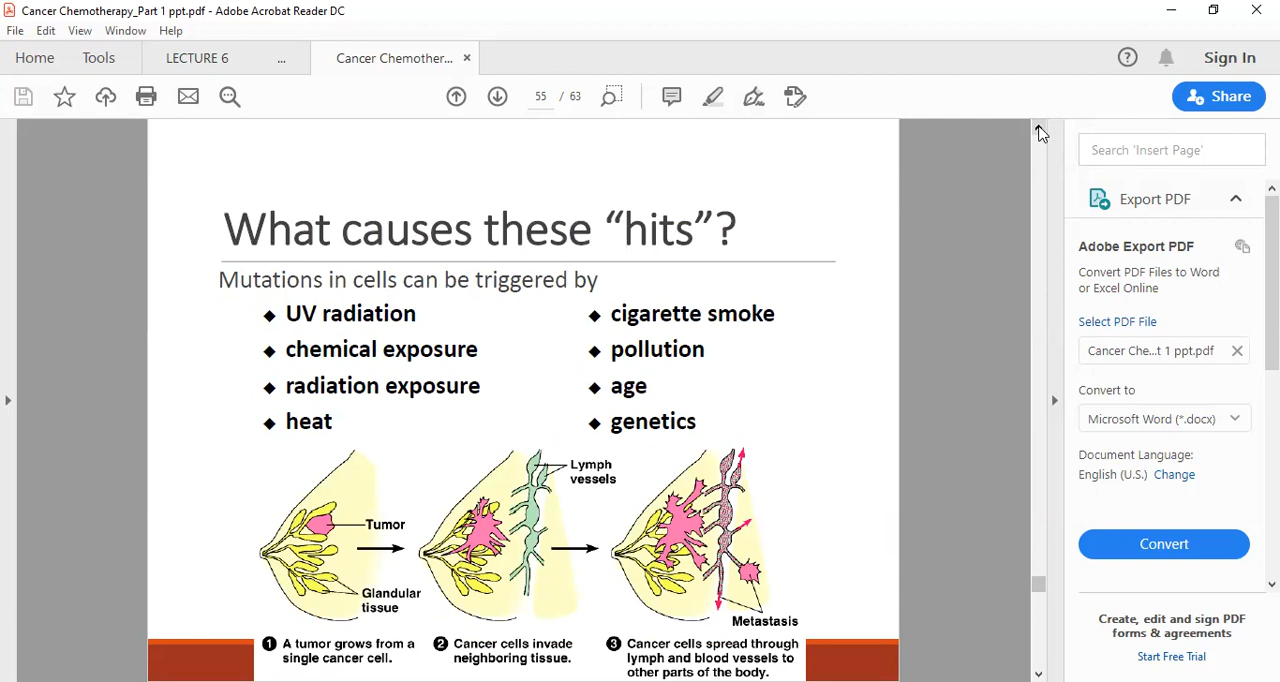 Cancer Chemotherapy_Part 1 ppt.pdf - Adobe Acrobat Reader DC
File Edit View Window Help
Home Tools LECTURE 6 ... Cancer Chemother... × Sign In
55 / 63 Share
Search 'Insert Page'
Export PDF
Adobe Export PDF
Convert PDF Files to Word
or Excel Online
Select PDF File
Cancer Che...t 1 ppt.pdf
Convert to
Microsoft Word (*.docx)
Document Language:
English (U.S.) Change
Convert
Create, edit and sign PDF
forms & agreements
Start Free Trial
What causes these “hits”?
Mutations in cells can be triggered by
◆ UV radiation
◆ chemical exposure
◆ radiation exposure
◆ heat
◆ cigarette smoke
◆ pollution
◆ age
◆ genetics
Tumor
Glandular
tissue
Lymph
vessels
Metastasis
1 A tumor grows from a
single cancer cell.
2 Cancer cells invade
neighboring tissue.
3 Cancer cells spread through
lymph and blood vessels to
other parts of the body.